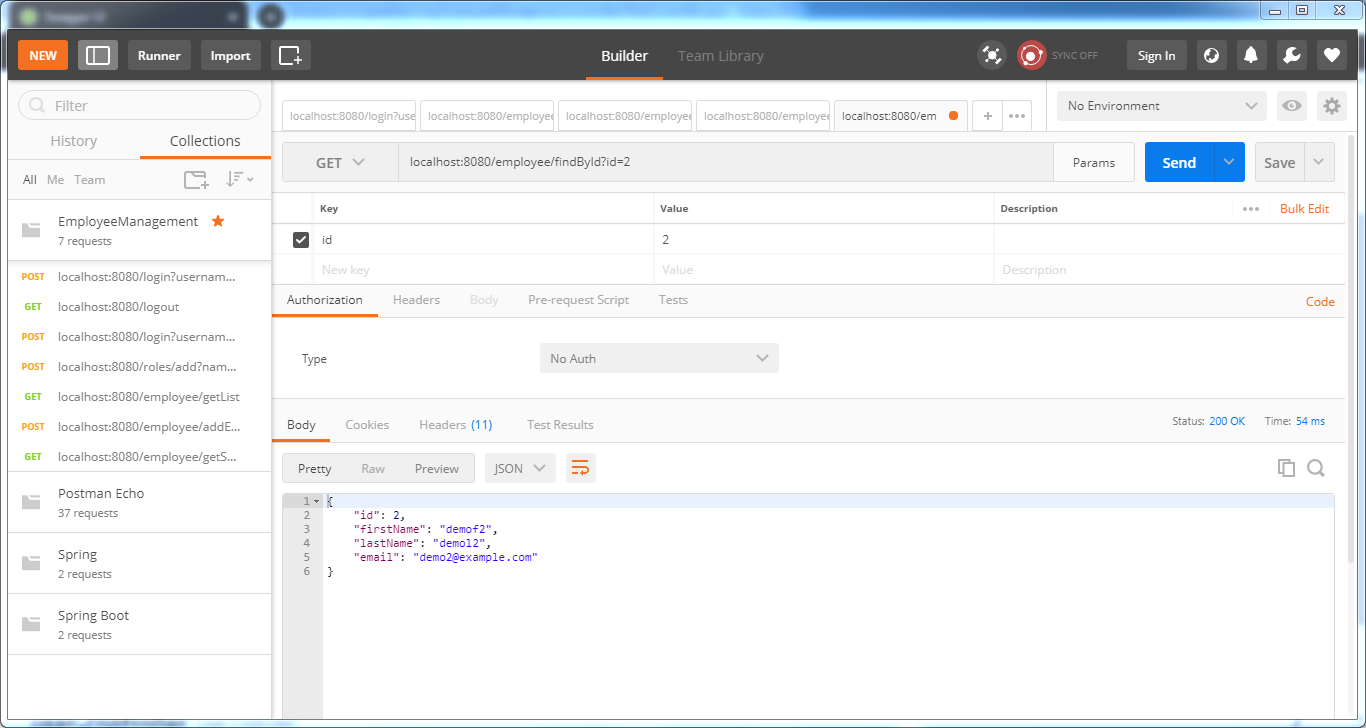 Swagger UI
NEW
Runner
Import
Builder
Team Library
SYNC OFF
Sign In
Filter
History
Collections
All
Me
Team
EmployeeManagement
7 requests
POST localhost:8080/login?usernam...
GET localhost:8080/logout
POST localhost:8080/login?usernam...
POST localhost:8080/roles/add?nam...
GET localhost:8080/employee/getList
POST localhost:8080/employee/addE...
GET localhost:8080/employee/getS...
Postman Echo
37 requests
Spring
2 requests
Spring Boot
2 requests
localhost:8080/login?use
localhost:8080/employee
localhost:8080/employee
localhost:8080/employee
localhost:8080/em
+
•••
No Environment
GET
localhost:8080/employee/findById?id=2
Params
Send
Save
Key
Value
Description
•••
Bulk Edit
id
2
New key
Value
Description
Authorization
Headers
Body
Pre-request Script
Tests
Code
Type
No Auth
Body
Cookies
Headers (11)
Test Results
Status: 200 OK
Time: 54 ms
Pretty
Raw
Preview
JSON
1 {
2 "id": 2,
3 "firstName": "demof2",
4 "lastName": "demol2",
5 "email": "demo2@example.com"
6 }